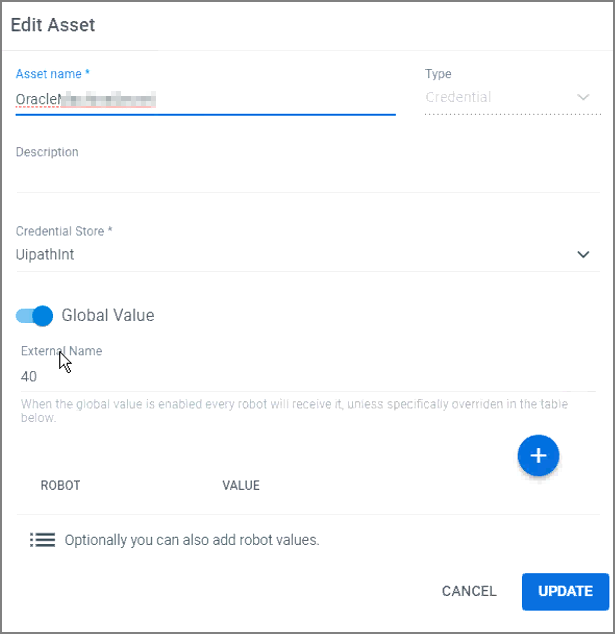 Edit Asset
Asset name *
Type
Credential
Description
Credential Store *
UipathInt
Global Value
External Name
40
When the global value is enabled every robot will receive it, unless specifically overriden in the table
below.
+
ROBOT VALUE
Optionally you can also add robot values.
CANCEL UPDATE